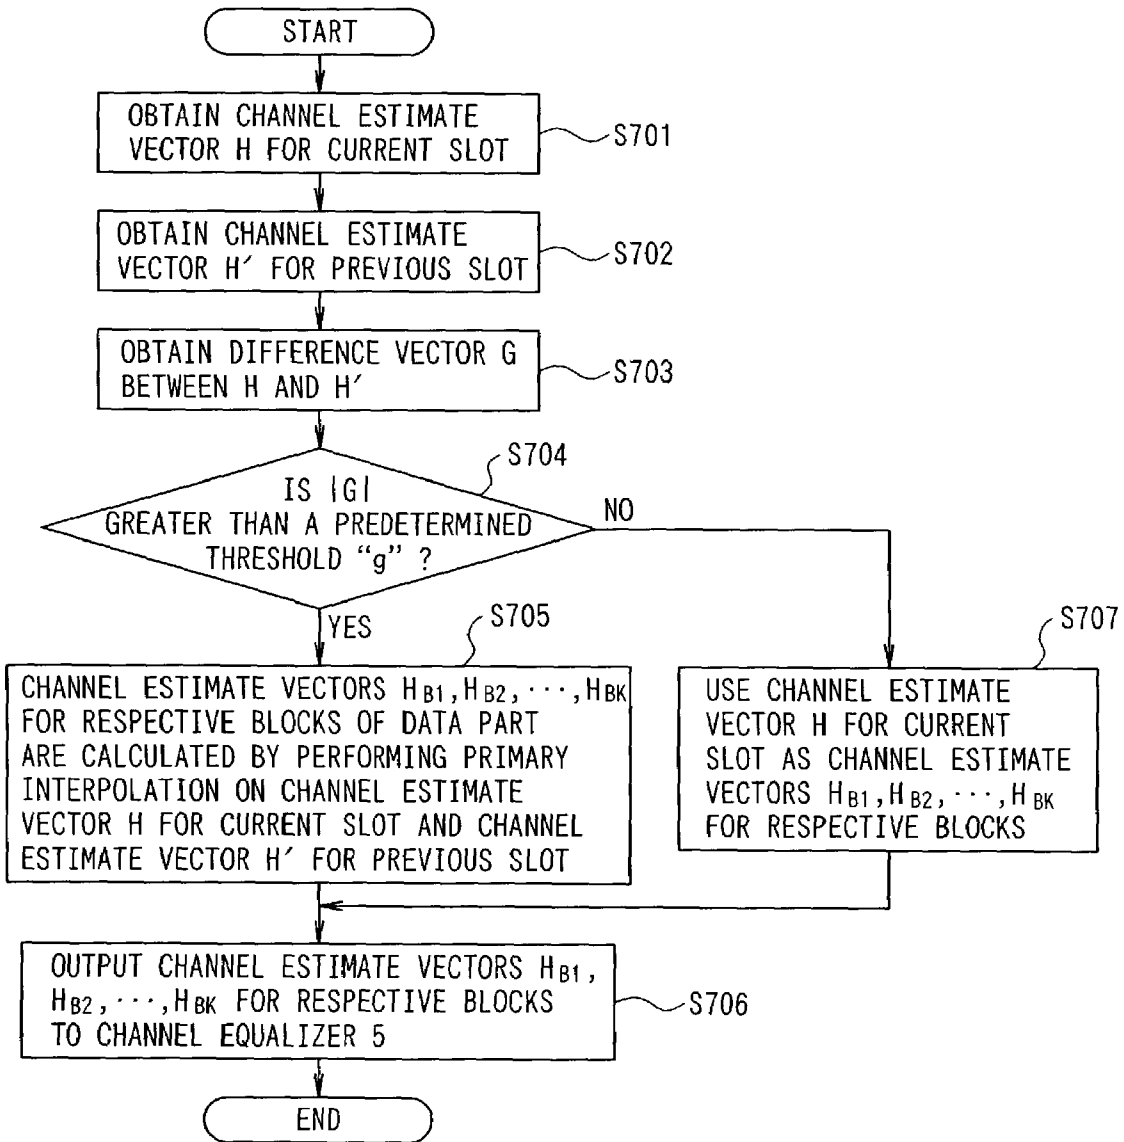 START
OBTAIN CHANNEL ESTIMATE
VECTOR H FOR CURRENT SLOT
S701
OBTAIN CHANNEL ESTIMATE
VECTOR H′ FOR PREVIOUS SLOT
S702
OBTAIN DIFFERENCE VECTOR G
BETWEEN H AND H′
S703
S704
IS |G|
GREATER THAN A PREDETERMINED
THRESHOLD “g” ?
NO
YES
S705
CHANNEL ESTIMATE VECTORS HB1,HB2,···,HBK
FOR RESPECTIVE BLOCKS OF DATA PART
ARE CALCULATED BY PERFORMING PRIMARY
INTERPOLATION ON CHANNEL ESTIMATE
VECTOR H FOR CURRENT SLOT AND CHANNEL
ESTIMATE VECTOR H′ FOR PREVIOUS SLOT
S707
USE CHANNEL ESTIMATE
VECTOR H FOR CURRENT
SLOT AS CHANNEL ESTIMATE
VECTORS HB1,HB2,···,HBK
FOR RESPECTIVE BLOCKS
OUTPUT CHANNEL ESTIMATE VECTORS HB1,
HB2,···,HBK FOR RESPECTIVE BLOCKS
TO CHANNEL EQUALIZER 5
S706
END